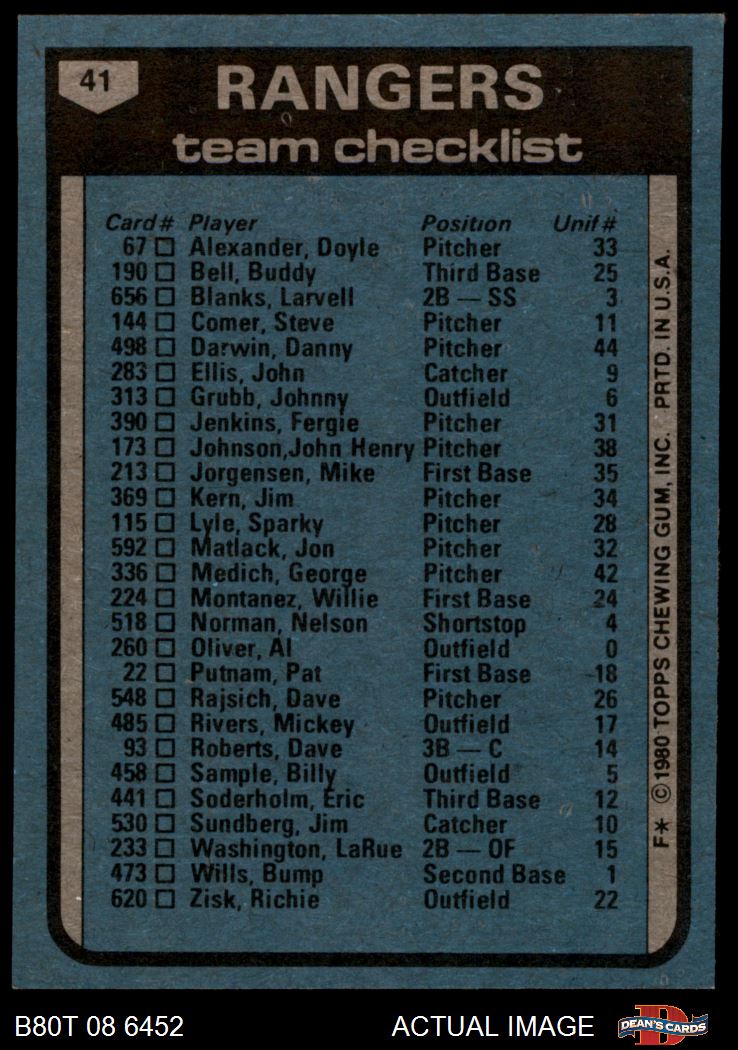 41
RANGERS
team checklist
Card# Player Position Unif#
67 Alexander, Doyle Pitcher 33
190 Bell, Buddy Third Base 25
656 Blanks, Larvell 2B — SS 3
144 Comer, Steve Pitcher 11
498 Darwin, Danny Pitcher 44
283 Ellis, John Catcher 9
313 Grubb, Johnny Outfield 6
390 Jenkins, Fergie Pitcher 31
173 Johnson, John Henry Pitcher 38
213 Jorgensen, Mike First Base 35
369 Kern, Jim Pitcher 34
115 Lyle, Sparky Pitcher 28
592 Matlack, Jon Pitcher 32
336 Medich, George Pitcher 42
224 Montanez, Willie First Base 24
518 Norman, Nelson Shortstop 4
260 Oliver, Al Outfield 0
22 Putnam, Pat First Base 18
548 Rajsich, Dave Pitcher 26
485 Rivers, Mickey Outfield 17
93 Roberts, Dave 3B — C 14
458 Sample, Billy Outfield 5
441 Soderholm, Eric Third Base 12
530 Sundberg, Jim Catcher 10
233 Washington, LaRue 2B — OF 15
473 Wills, Bump Second Base 1
620 Zisk, Richie Outfield 22
F* © 1980 TOPPS CHEWING GUM, INC. PRTD. IN U.S.A.
B80T 08 6452 ACTUAL IMAGE
DEAN'S CARDS